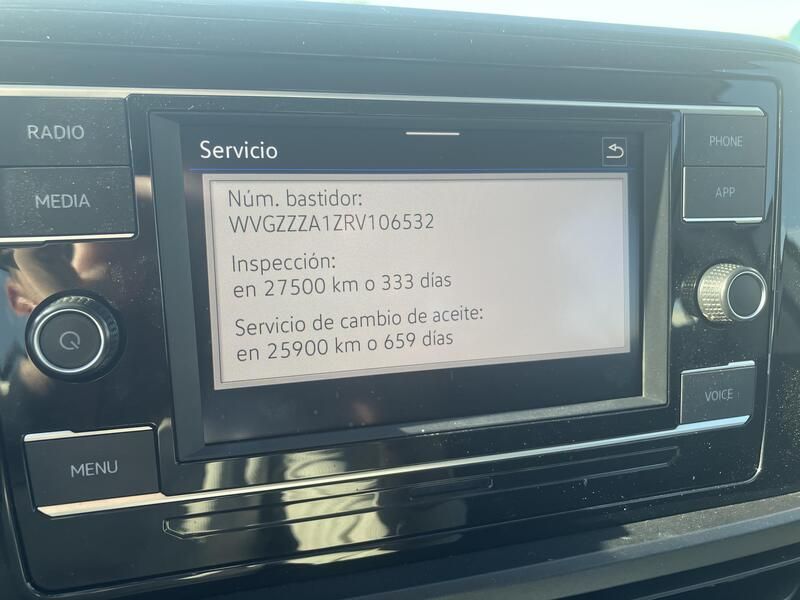 RADIO
MEDIA
MENU
Servicio
Núm. bastidor:
WVGZZZA1ZRV106532
Inspección:
en 27500 km o 333 días
Servicio de cambio de aceite:
en 25900 km o 659 días
PHONE
APP
VOICE